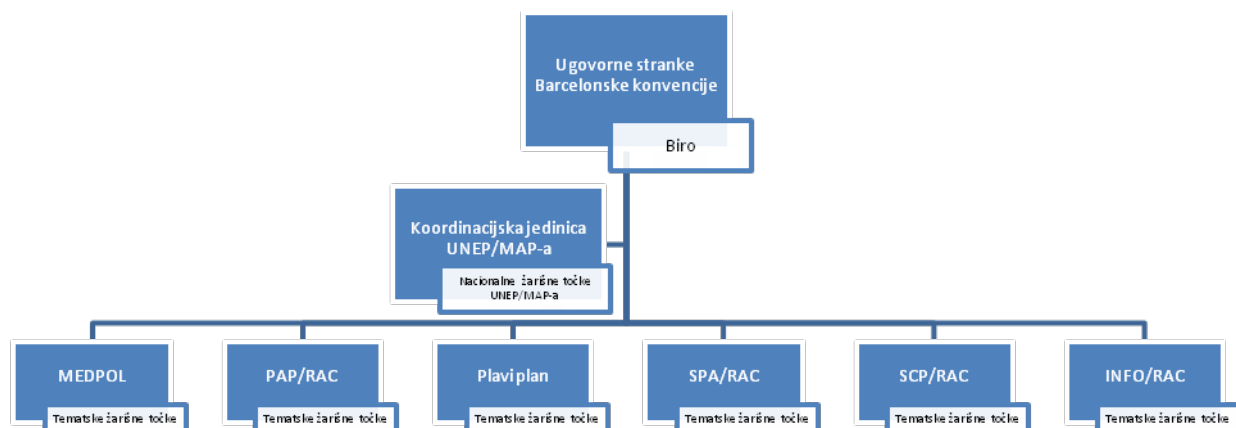 Ugovorne stranke
Barcelonske konvencije
Biro
Koordinacijska jedinica
UNEP/MAP-a
Nacionalne žarišne točke
UNEP/MAP-a
MEDPOL
PAP/RAC
Plavi plan
SPA/RAC
SCP/RAC
INFO/RAC
Tematske žarišne točke
Tematske žarišne točke
Tematske žarišne točke
Tematske žarišne točke
Tematske žarišne točke
Tematske žarišne točke